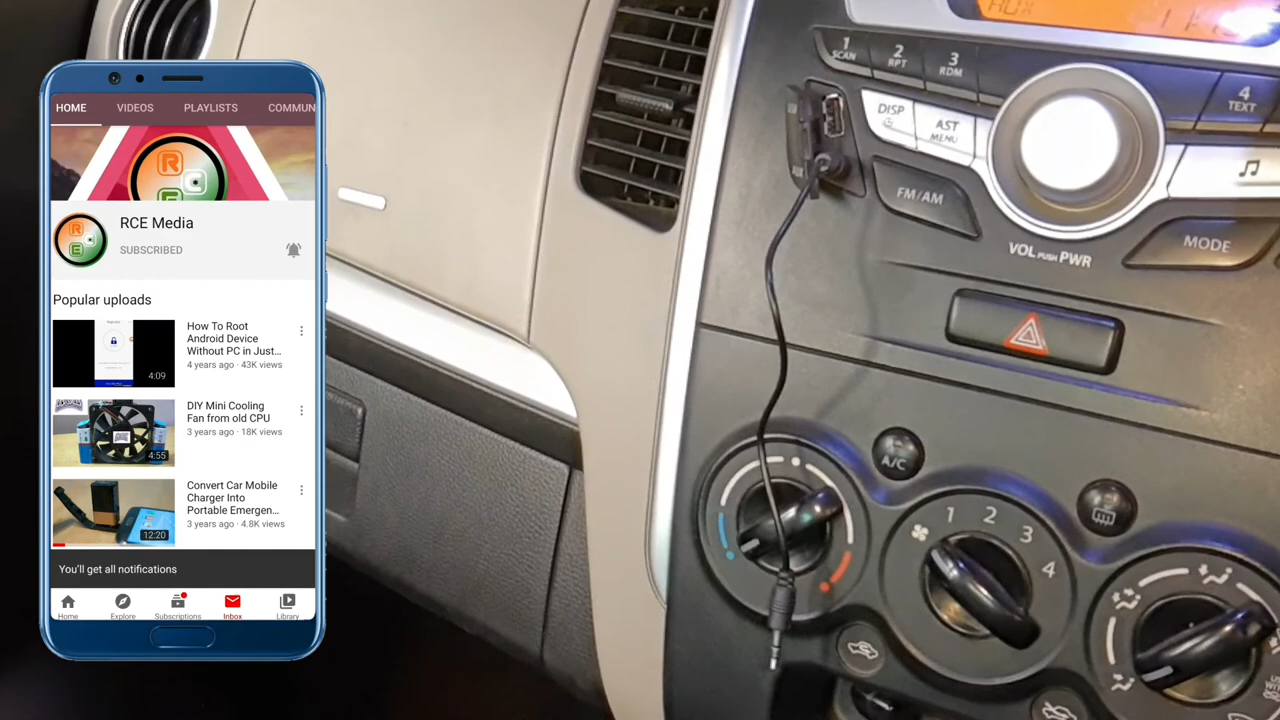 HOME
VIDEOS
PLAYLISTS
COMMUN
R
E
RCE Media
SUBSCRIBED
Popular uploads
How To Root
Android Device
Without PC in Just...
4 years ago · 43K views
4:09
DIY Mini Cooling
Fan from old CPU
3 years ago · 18K views
4:55
Convert Car Mobile
Charger Into
Portable Emergen...
3 years ago · 4.8K views
12:20
You'll get all notifications
Home
Explore
Subscriptions
Inbox
Library
AUX
1 SCAN
2 RPT
3 RDM
4 TEXT
DISP
AST MENU
FM/AM
MODE
VOL PUSH PWR
AUX
A/C
1
2
3
4